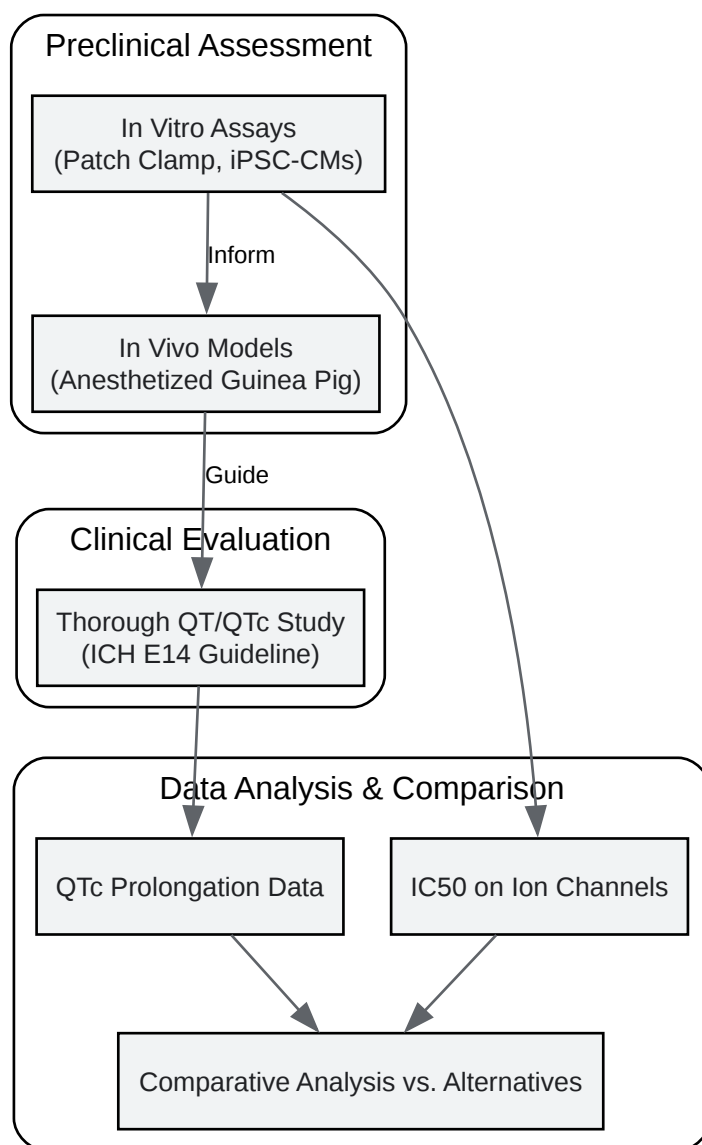 Preclinical Assessment
In Vitro Assays
(Patch Clamp, iPSC-CMs)
Inform
In Vivo Models
(Anesthetized Guinea Pig)
Guide
Clinical Evaluation
Thorough QT/QTc Study
(ICH E14 Guideline)
Data Analysis & Comparison
QTc Prolongation Data
IC50 on Ion Channels
Comparative Analysis vs. Alternatives